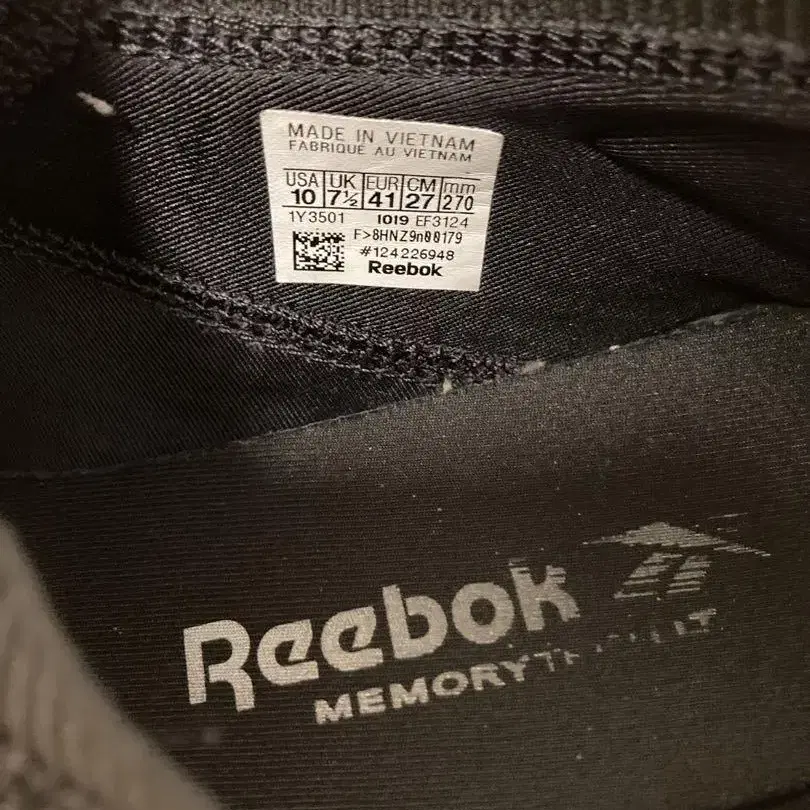 MADE IN VIETNAM
FABRIQUE AU VIETNAM
USA UK EUR CM mm
10 7½ 41 27 270
1Y3501 1019 EF3124
F>8HNZ9n00179
#124226948
Reebok
Reebok
MEMORY